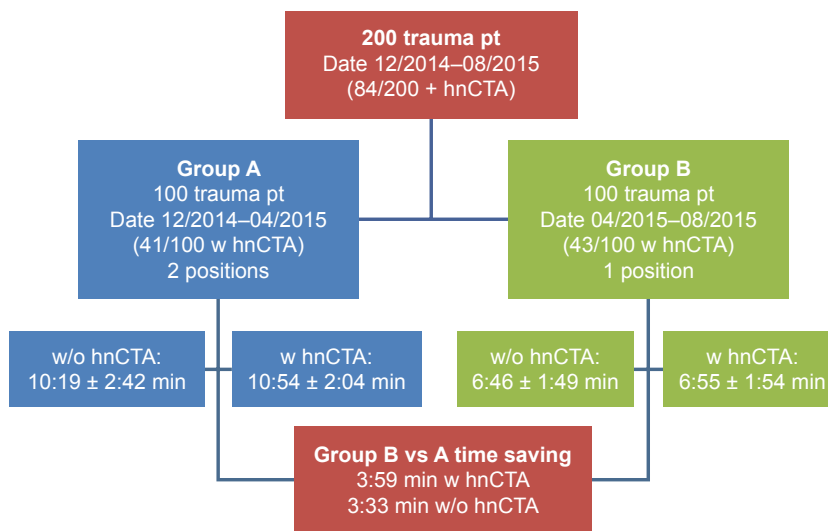 200 trauma pt
Date 12/2014–08/2015
(84/200 + hnCTA)
Group A
100 trauma pt
Date 12/2014–04/2015
(41/100 w hnCTA)
2 positions
Group B
100 trauma pt
Date 04/2015–08/2015
(43/100 w hnCTA)
1 position
w/o hnCTA:
10:19 ± 2:42 min
w hnCTA:
10:54 ± 2:04 min
w/o hnCTA:
6:46 ± 1:49 min
w hnCTA:
6:55 ± 1:54 min
Group B vs A time saving
3:59 min w hnCTA
3:33 min w/o hnCTA